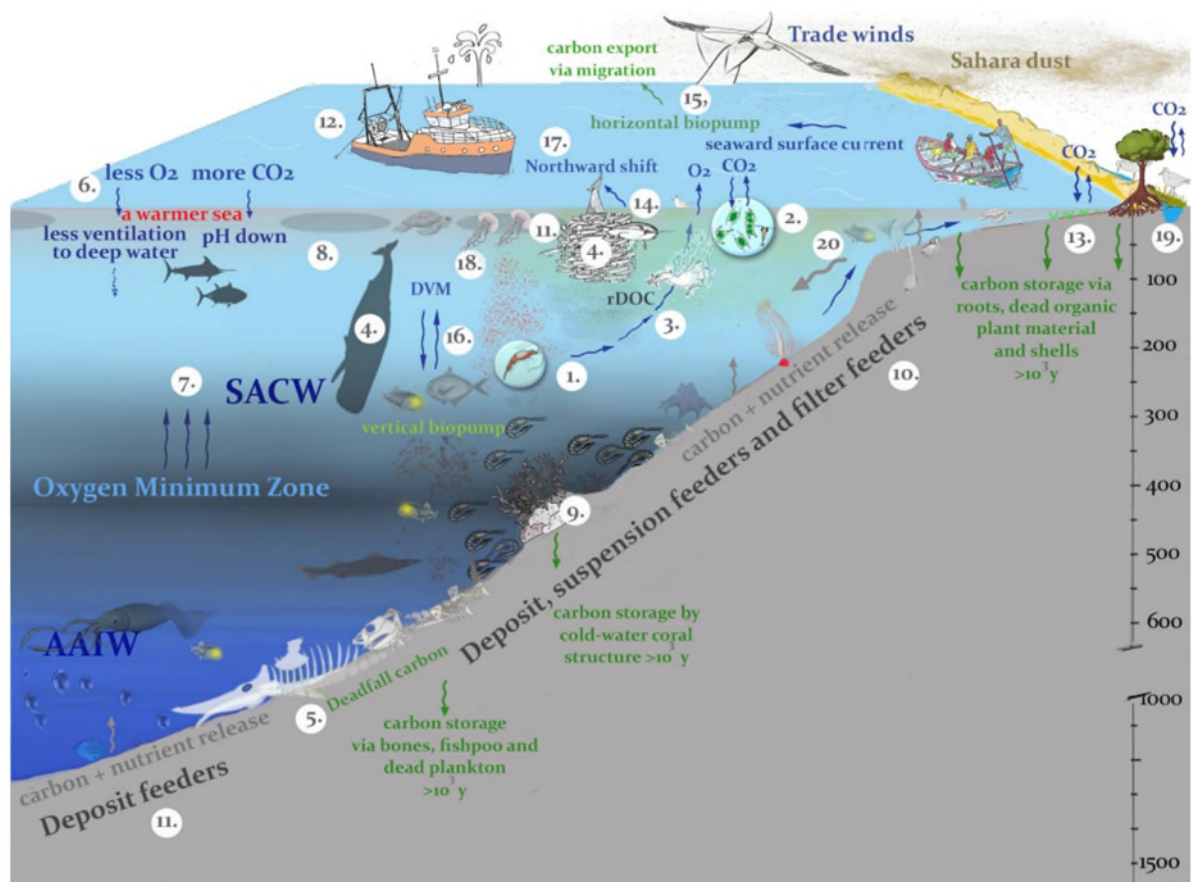 Trade winds
carbon export
via migration
Sahara dust
15,
12.
horizontal biopump
CO2
17.
seaward surface current
6.
less O2 more CO2
Northward shift
O2
CO2
CO2
a warmer sea
less ventilation
to deep water
pH down
14.
2.
11.
4.
20
13.
19.
8.
18.
DVM
rDOC
3.
4.
16.
1.
carbon storage via
roots, dead organic
plant material
and shells
>10³y
7.
SACW
vertical biopump
10.
carbon + nutrient release
Deposit, suspension feeders and filter feeders
Oxygen Minimum Zone
9.
carbon storage by
cold-water coral
structure >10³y
AAIW
5.
Deadfall carbon
carbon storage
via bones, fishpoo and
dead plankton
>10³y
carbon + nutrient release
Deposit feeders
11.
100
200
300
400
500
600
1000
1500